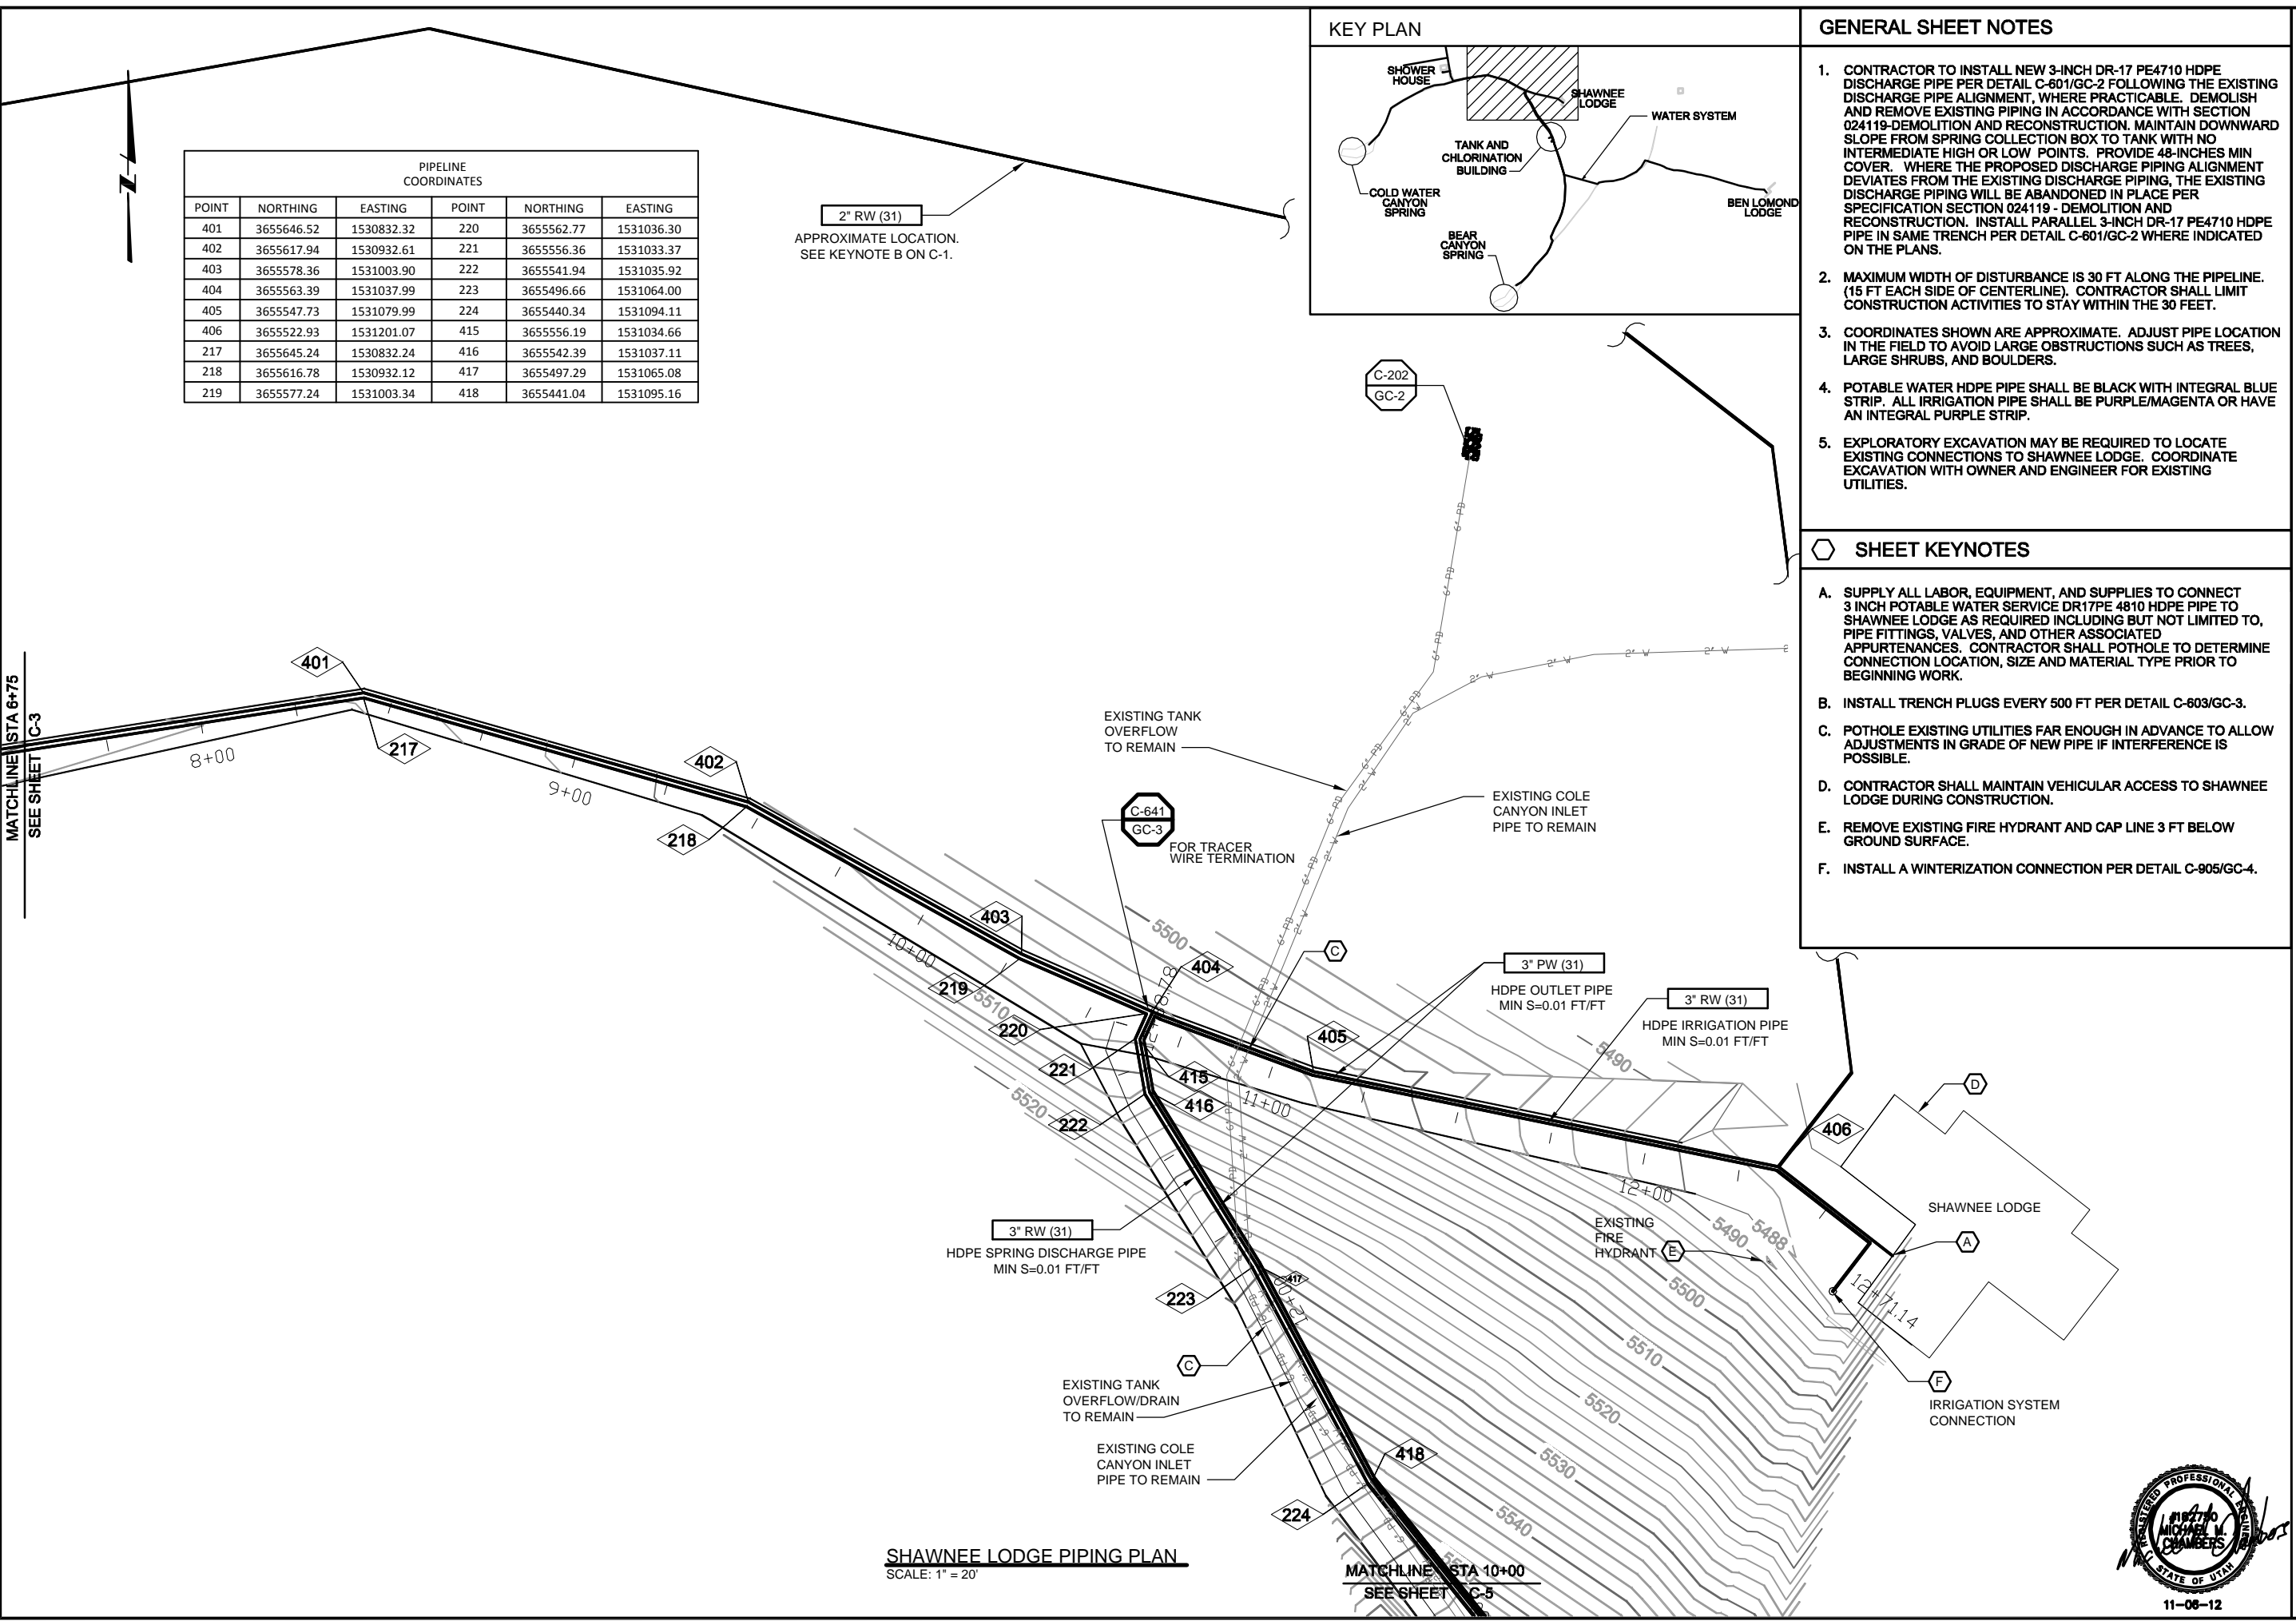 KEY PLAN
SHOWER
HOUSE
SHAWNEE
LODGE
WATER SYSTEM
TANK AND
CHLORINATION
BUILDING
COLD WATER
CANYON
SPRING
BEN LOMOND
LODGE
BEAR
CANYON
SPRING
GENERAL SHEET NOTES
1. CONTRACTOR TO INSTALL NEW 3-INCH DR-17 PE4710 HDPE
DISCHARGE PIPE PER DETAIL C-601/GC-2 FOLLOWING THE EXISTING
DISCHARGE PIPE ALIGNMENT, WHERE PRACTICABLE. DEMOLISH
AND REMOVE EXISTING PIPING IN ACCORDANCE WITH SECTION
024119-DEMOLITION AND RECONSTRUCTION. MAINTAIN DOWNWARD
SLOPE FROM SPRING COLLECTION BOX TO TANK WITH NO
INTERMEDIATE HIGH OR LOW POINTS. PROVIDE 48-INCHES MIN
COVER. WHERE THE PROPOSED DISCHARGE PIPING ALIGNMENT
DEVIATES FROM THE EXISTING DISCHARGE PIPING, THE EXISTING
DISCHARGE PIPING WILL BE ABANDONED IN PLACE PER
SPECIFICATION SECTION 024119 - DEMOLITION AND
RECONSTRUCTION. INSTALL PARALLEL 3-INCH DR-17 PE4710 HDPE
PIPE IN SAME TRENCH PER DETAIL C-601/GC-2 WHERE INDICATED
ON THE PLANS.
2. MAXIMUM WIDTH OF DISTURBANCE IS 30 FT ALONG THE PIPELINE.
(15 FT EACH SIDE OF CENTERLINE). CONTRACTOR SHALL LIMIT
CONSTRUCTION ACTIVITIES TO STAY WITHIN THE 30 FEET.
3. COORDINATES SHOWN ARE APPROXIMATE. ADJUST PIPE LOCATION
IN THE FIELD TO AVOID LARGE OBSTRUCTIONS SUCH AS TREES,
LARGE SHRUBS, AND BOULDERS.
4. POTABLE WATER HDPE PIPE SHALL BE BLACK WITH INTEGRAL BLUE
STRIP. ALL IRRIGATION PIPE SHALL BE PURPLE/MAGENTA OR HAVE
AN INTEGRAL PURPLE STRIP.
5. EXPLORATORY EXCAVATION MAY BE REQUIRED TO LOCATE
EXISTING CONNECTIONS TO SHAWNEE LODGE. COORDINATE
EXCAVATION WITH OWNER AND ENGINEER FOR EXISTING
UTILITIES.
SHEET KEYNOTES
A. SUPPLY ALL LABOR, EQUIPMENT, AND SUPPLIES TO CONNECT
3 INCH POTABLE WATER SERVICE DR17PE 4810 HDPE PIPE TO
SHAWNEE LODGE AS REQUIRED INCLUDING BUT NOT LIMITED TO,
PIPE FITTINGS, VALVES, AND OTHER ASSOCIATED
APPURTENANCES. CONTRACTOR SHALL POTHOLE TO DETERMINE
CONNECTION LOCATION, SIZE AND MATERIAL TYPE PRIOR TO
BEGINNING WORK.
B. INSTALL TRENCH PLUGS EVERY 500 FT PER DETAIL C-603/GC-3.
C. POTHOLE EXISTING UTILITIES FAR ENOUGH IN ADVANCE TO ALLOW
ADJUSTMENTS IN GRADE OF NEW PIPE IF INTERFERENCE IS
POSSIBLE.
D. CONTRACTOR SHALL MAINTAIN VEHICULAR ACCESS TO SHAWNEE
LODGE DURING CONSTRUCTION.
E. REMOVE EXISTING FIRE HYDRANT AND CAP LINE 3 FT BELOW
GROUND SURFACE.
F. INSTALL A WINTERIZATION CONNECTION PER DETAIL C-905/GC-4.
N
PIPELINE
COORDINATES
POINT NORTHING EASTING POINT NORTHING EASTING
401 3655646.52 1530832.32 220 3655562.77 1531036.30
402 3655617.94 1530932.61 221 3655556.36 1531033.37
403 3655578.36 1531003.90 222 3655541.94 1531035.92
404 3655563.39 1531037.99 223 3655496.66 1531064.00
405 3655547.73 1531079.99 224 3655440.34 1531094.11
406 3655522.93 1531201.07 415 3655556.19 1531034.66
217 3655645.24 1530832.24 416 3655542.39 1531037.11
218 3655616.78 1530932.12 417 3655497.29 1531065.08
219 3655577.24 1531003.34 418 3655441.04 1531095.16
2" RW (31)
APPROXIMATE LOCATION.
SEE KEYNOTE B ON C-1.
C-202
GC-2
6" PD
6" PD
6" PD
2" W
2" W
2" W
2" W
MATCHLINE STA 6+75
SEE SHEET C-3
401
217
8+00
9+00
402
218
EXISTING TANK
OVERFLOW
TO REMAIN
EXISTING COLE
CANYON INLET
PIPE TO REMAIN
C-641
GC-3
FOR TRACER
WIRE TERMINATION
403
10+00
219
5510
5500
404
C
220
221
222
5520
415
416
11+00
405
3" PW (31)
HDPE OUTLET PIPE
MIN S=0.01 FT/FT
3" RW (31)
HDPE IRRIGATION PIPE
MIN S=0.01 FT/FT
5490
D
406
12+00
SHAWNEE LODGE
A
EXISTING
FIRE
HYDRANT E
5490
5488
3" RW (31)
HDPE SPRING DISCHARGE PIPE
MIN S=0.01 FT/FT
223
417
12+00
5500
5510
5520
5530
5540
12+71.14
F
IRRIGATION SYSTEM
CONNECTION
C
EXISTING TANK
OVERFLOW/DRAIN
TO REMAIN
EXISTING COLE
CANYON INLET
PIPE TO REMAIN
418
224
SHAWNEE LODGE PIPING PLAN
SCALE: 1" = 20'
MATCHLINE STA 10+00
SEE SHEET C-5
REGISTERED PROFESSIONAL ENGINEER
MICHAEL M.
CHAMBERS
STATE OF UTAH
11-06-12